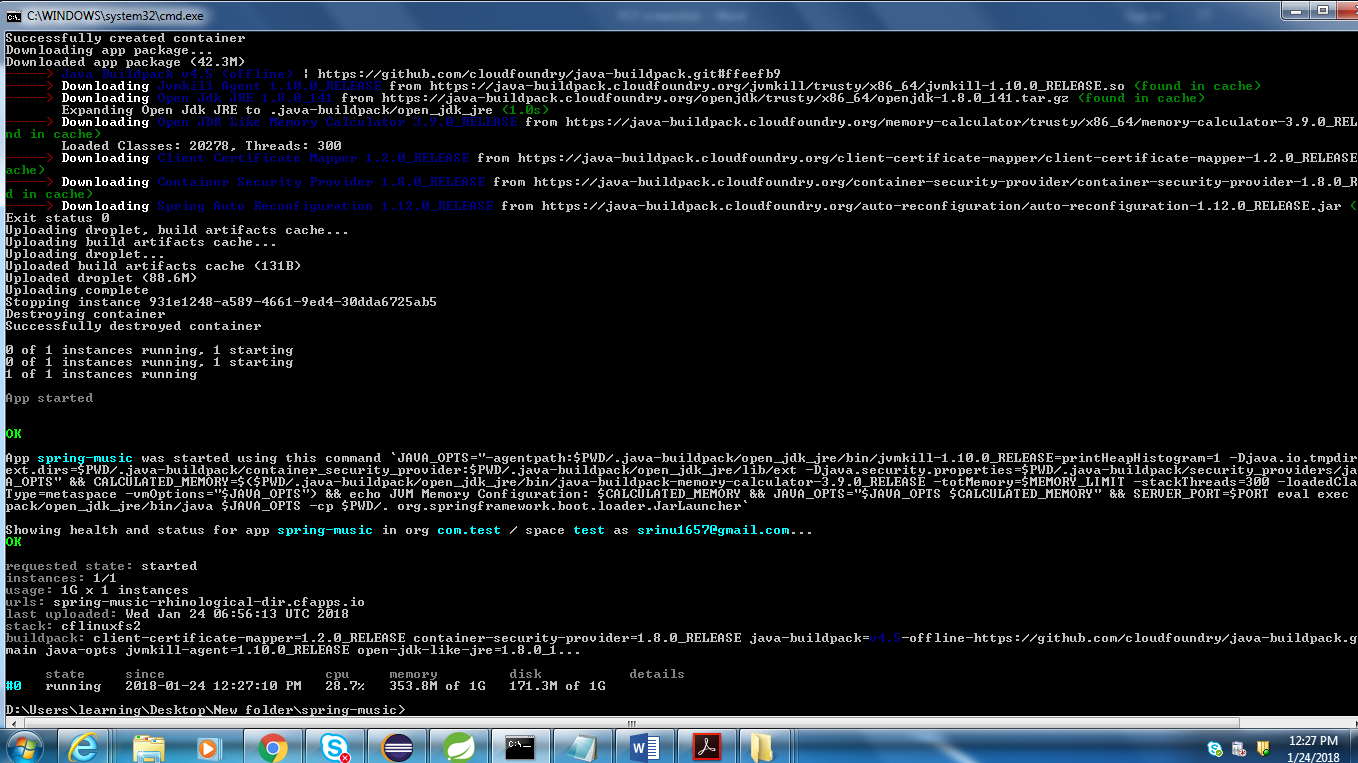 C:\WINDOWS\system32\cmd.exe
Successfully created container
Downloading app package...
Downloaded app package (42.3M)
-----> Java Buildpack v4.5 (offline) | https://github.com/cloudfoundry/java-buildpack.git#ffeefb9
-----> Downloading Jvmkill Agent 1.10.0_RELEASE from https://java-buildpack.cloudfoundry.org/jvmkill/trusty/x86_64/jvmkill-1.10.0_RELEASE.so (found in cache)
-----> Downloading Open Jdk JRE 1.8.0_141 from https://java-buildpack.cloudfoundry.org/openjdk/trusty/x86_64/openjdk-1.8.0_141.tar.gz (found in cache)
Expanding Open Jdk JRE to .java-buildpack/open_jdk_jre (1.0s)
-----> Downloading Open JDK Like Memory Calculator 3.9.0_RELEASE from https://java-buildpack.cloudfoundry.org/memory-calculator/trusty/x86_64/memory-calculator-3.9.0_REL
nd in cache)
Loaded Classes: 20278, Threads: 300
-----> Downloading Client Certificate Mapper 1.2.0_RELEASE from https://java-buildpack.cloudfoundry.org/client-certificate-mapper/client-certificate-mapper-1.2.0_RELEASE
ache)
-----> Downloading Container Security Provider 1.8.0_RELEASE from https://java-buildpack.cloudfoundry.org/container-security-provider/container-security-provider-1.8.0_R
d in cache)
-----> Downloading Spring Auto Reconfiguration 1.12.0_RELEASE from https://java-buildpack.cloudfoundry.org/auto-reconfiguration/auto-reconfiguration-1.12.0_RELEASE.jar (
Exit status 0
Uploading droplet, build artifacts cache...
Uploading build artifacts cache...
Uploading droplet...
Uploaded build artifacts cache (131B)
Uploaded droplet (88.6M)
Uploading complete
Stopping instance 931e1248-a589-4661-9ed4-30dda6725ab5
Destroying container
Successfully destroyed container
0 of 1 instances running, 1 starting
0 of 1 instances running, 1 starting
1 of 1 instances running
App started
OK
App spring-music was started using this command `JAVA_OPTS="-agentpath:$PWD/.java-buildpack/open_jdk_jre/bin/jvmkill-1.10.0_RELEASE=printHeapHistogram=1 -Djava.io.tmpdir
ext.dirs=$PWD/.java-buildpack/container_security_provider:$PWD/.java-buildpack/open_jdk_jre/lib/ext -Djava.security.properties=$PWD/.java-buildpack/security_providers/ja
A_OPTS" && CALCULATED_MEMORY=$($PWD/.java-buildpack/open_jdk_jre/bin/java-buildpack-memory-calculator-3.9.0_RELEASE -totMemory=$MEMORY_LIMIT -stackThreads=300 -loadedCla
Type=metaspace -vmOptions="$JAVA_OPTS") && echo JVM Memory Configuration: $CALCULATED_MEMORY && JAVA_OPTS="$JAVA_OPTS $CALCULATED_MEMORY" && SERVER_PORT=$PORT eval exec
pack/open_jdk_jre/bin/java $JAVA_OPTS -cp $PWD/. org.springframework.boot.loader.JarLauncher`
Showing health and status for app spring-music in org com.test / space test as srinu1657@gmail.com...
OK
requested state: started
instances: 1/1
usage: 1G x 1 instances
urls: spring-music-rhinological-dir.cfapps.io
last uploaded: Wed Jan 24 06:56:13 UTC 2018
stack: cflinuxfs2
buildpack: client-certificate-mapper=1.2.0_RELEASE container-security-provider=1.8.0_RELEASE java-buildpack=v4.5-offline-https://github.com/cloudfoundry/java-buildpack.g
main java-opts jvmkill-agent=1.10.0_RELEASE open-jdk-like-jre=1.8.0_1...
state since cpu memory disk details
#0 running 2018-01-24 12:27:10 PM 28.7% 353.8M of 1G 171.3M of 1G
D:\Users\learning\Desktop\New folder\spring-music>
12:27 PM
1/24/2018